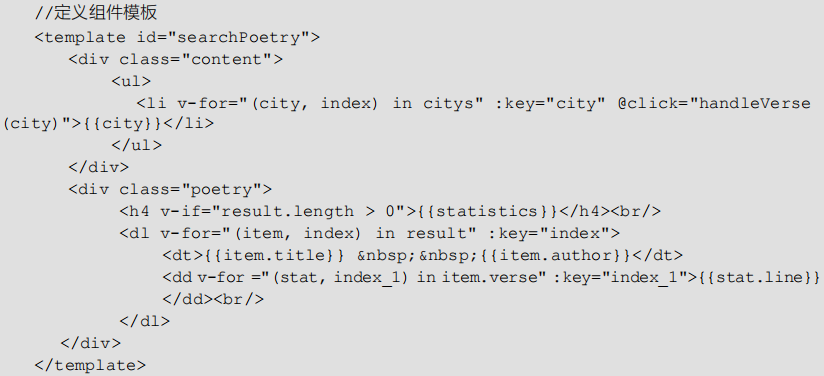 //定义组件模板
<template id="searchPoetry">
<div class="content">
<ul>
<li v-for="(city, index) in citys" :key="city" @click="handleVerse
(city)">{{city}}</li>
</ul>
</div>
<div class="poetry">
<h4 v-if="result.length > 0">{{statistics}}</h4><br/>
<dl v-for="(item, index) in result" :key="index">
<dt>{{item.title}} &nbsp;&nbsp;{{item.author}}</dt>
<dd v-for ="(stat, index_1) in item.verse" :key="index_1">{{stat.line}}
</dd><br/>
</dl>
</div>
</template>